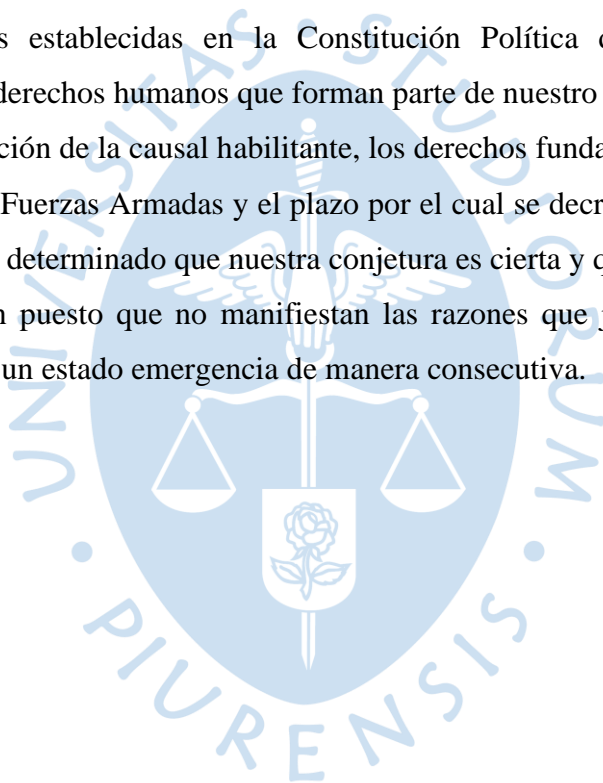 s establecidas en la Constitución Política
derechos humanos que forman parte de nuestro
ción de la causal habilitante, los derechos funda
Fuerzas Armadas y el plazo por el cual se decr
determinado que nuestra conjetura es cierta y q
n puesto que no manifiestan las razones que j
un estado emergencia de manera consecutiva.
UNIVERSITAS • STUDIORUM • PIURENSIS